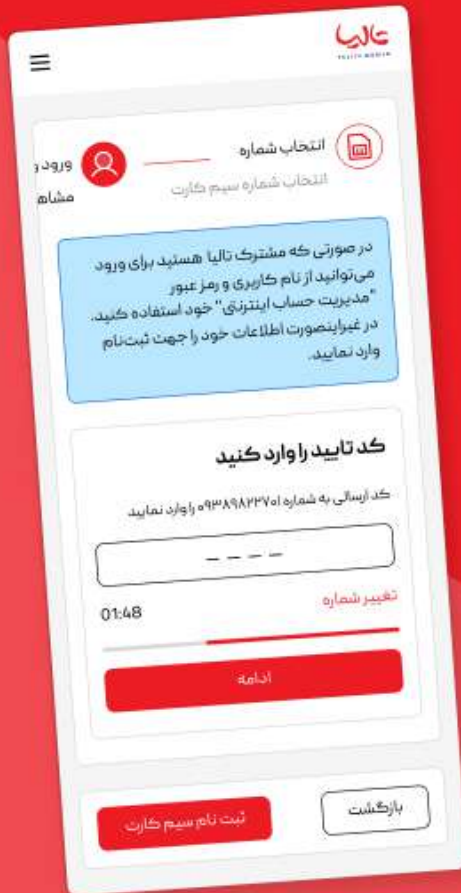 تالیا
انتخاب شماره
انتخاب شماره سیم کارت
ورود و
مشاه
در صورتی که مشترک تالیا هستید برای ورود
می‌توانید از نام کاربری و رمز عبور
"مدیریت حساب اینترنتی" خود استفاده کنید.
در غیراینصورت اطلاعات خود را جهت ثبت‌نام
وارد نمایید.
کد تایید را وارد کنید
کد ارسالی به شماره ۰۹۳۸۹۸۲۳۷۰۱ را وارد نمایید
– – – –
تغییر شماره
01:48
ادامه
بازگشت
ثبت نام سیم کارت